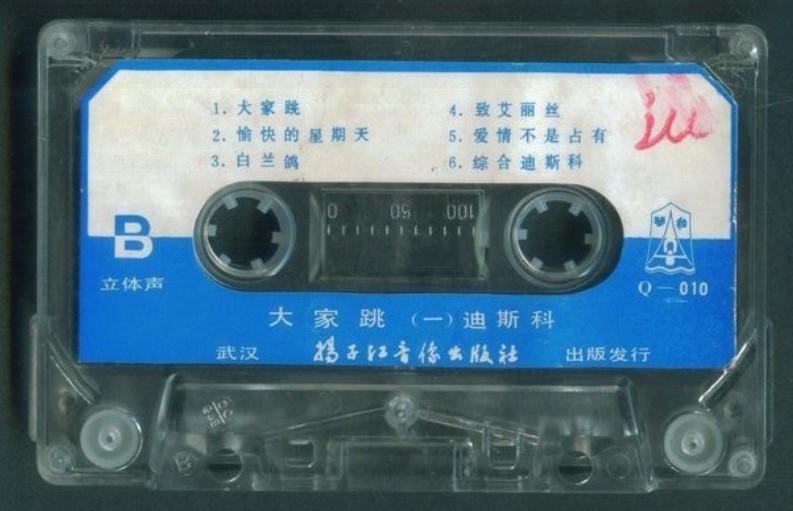 1. 大家跳
2. 愉快的星期天
3. 白兰鸽
4. 致艾丽丝
5. 爱情不是占有
6. 综合迪斯科
0 50 100
B
立体声
Q—010
大家跳（一）迪斯科
武汉 揚子江音像出版社 出版发行
B